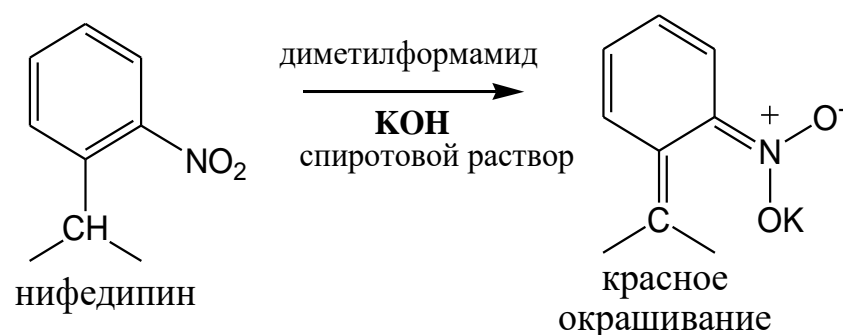 диметилформамид
KOH
спиротовой раствор
NO2
CH
нифедипин
+
N
O-
OK
C
красное
окрашивание